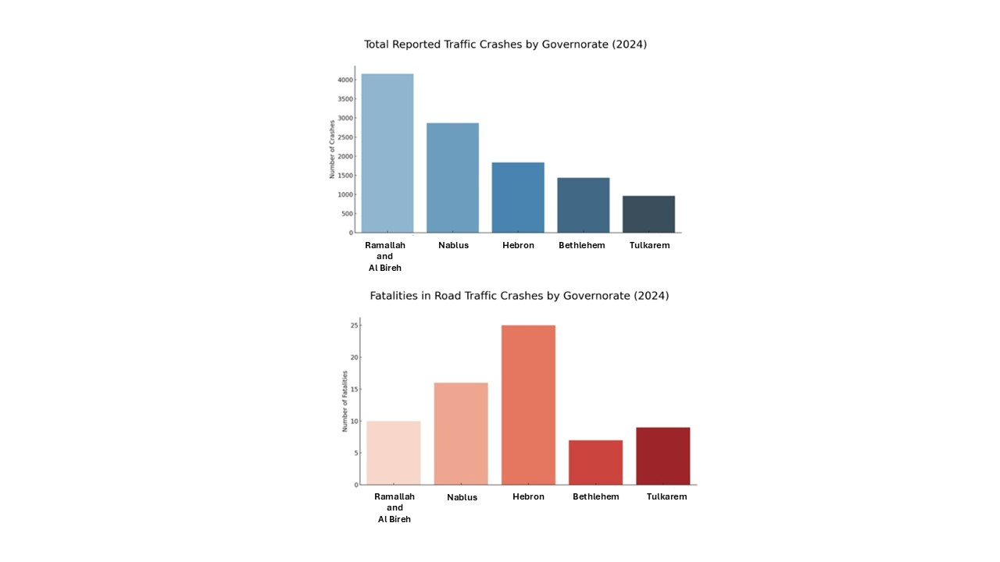 Total Reported Traffic Crashes by Governorate (2024)
Number of Crashes
4000
3500
3000
2500
2000
1500
1000
500
0
Ramallah
and
Al Bireh
Nablus
Hebron
Bethlehem
Tulkarem
Fatalities in Road Traffic Crashes by Governorate (2024)
Number of Fatalities
25
20
15
10
5
0
Ramallah
and
Al Bireh
Nablus
Hebron
Bethlehem
Tulkarem